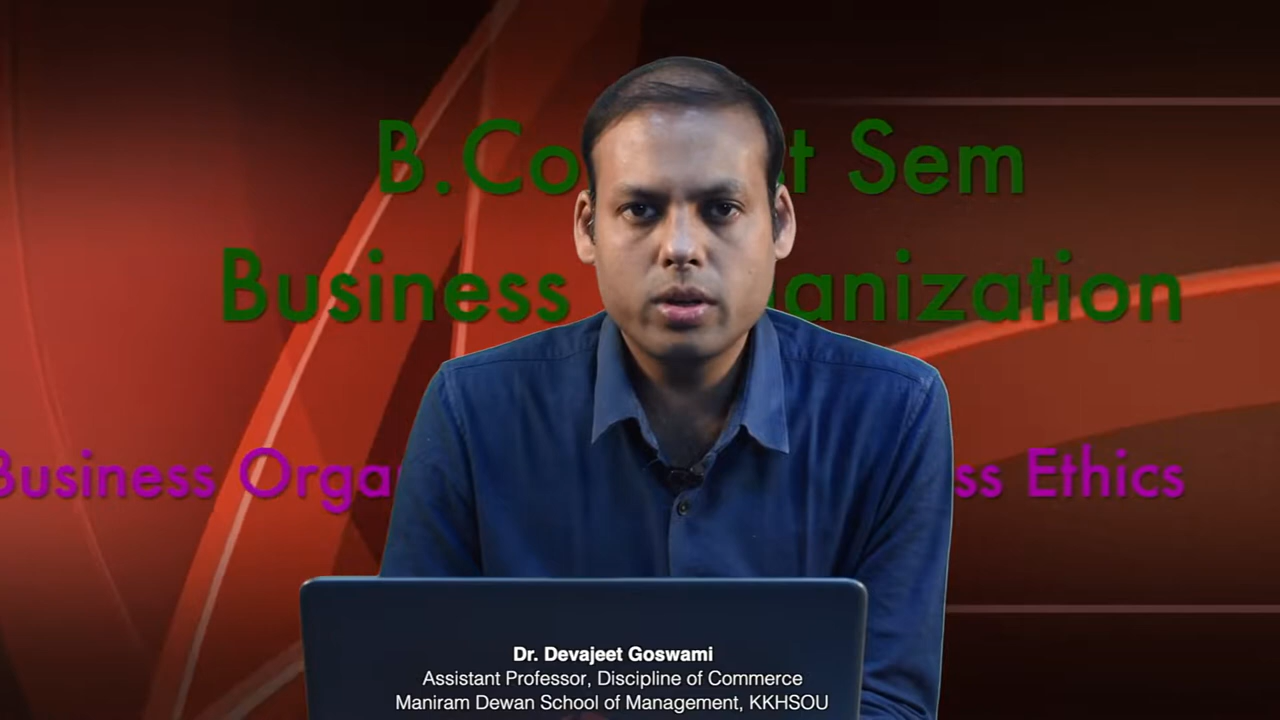 B.Co t Sem
Business ganization
Business Orga ss Ethics
Dr. Devajeet Goswami
Assistant Professor, Discipline of Commerce
Maniram Dewan School of Management, KKHSOU